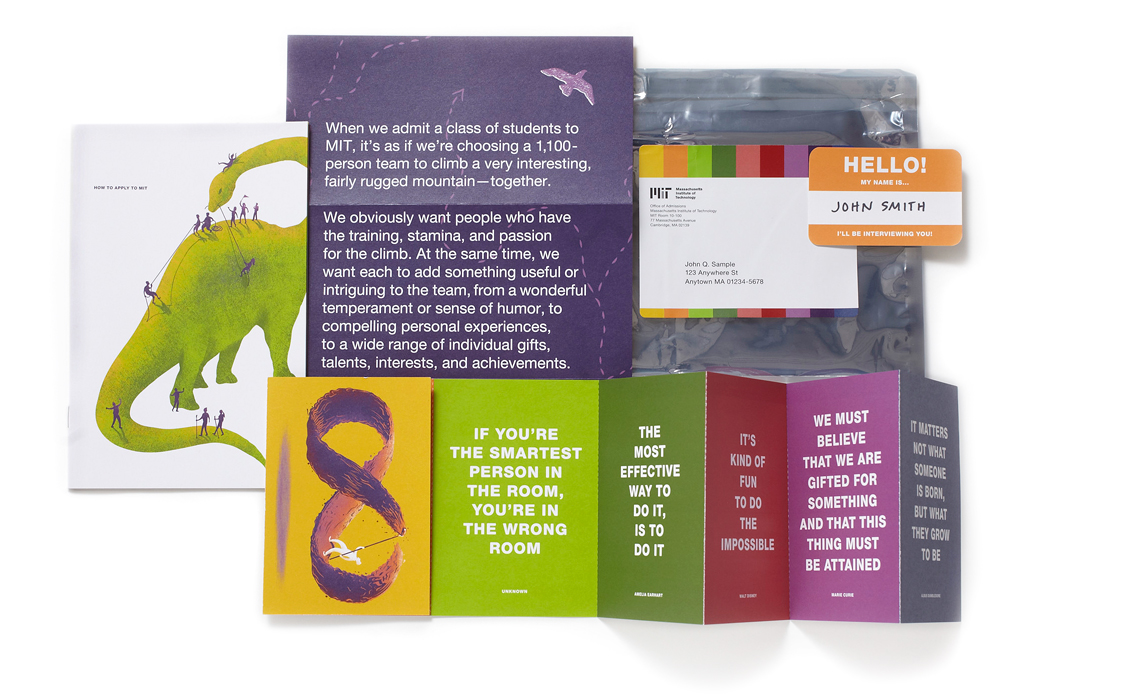 HOW TO APPLY TO MIT
When we admit a class of students to
MIT, it's as if we're choosing a 1,100-
person team to climb a very interesting,
fairly rugged mountain—together.
We obviously want people who have
the training, stamina, and passion
for the climb. At the same time, we
want each to add something useful or
intriguing to the team, from a wonderful
temperament or sense of humor, to
compelling personal experiences,
to a wide range of individual gifts,
talents, interests, and achievements.
MIT
Massachusetts
Institute of
Technology
Office of Admissions
Massachusetts Institute of Technology
MIT Room 10-100
77 Massachusetts Avenue
Cambridge, MA 02139
John Q. Sample
123 Anywhere St
Anytown MA 01234-5678
HELLO!
MY NAME IS...
JOHN SMITH
I'LL BE INTERVIEWING YOU!
IF YOU'RE
THE SMARTEST
PERSON IN
THE ROOM,
YOU'RE IN
THE WRONG
ROOM
UNKNOWN
THE
MOST
EFFECTIVE
WAY TO
DO IT,
IS TO
DO IT
AMELIA EARHART
IT'S
KIND OF
FUN
TO DO
THE
IMPOSSIBLE
WALT DISNEY
WE MUST
BELIEVE
THAT WE ARE
GIFTED FOR
SOMETHING
AND THAT THIS
THING MUST
BE ATTAINED
MARIE CURIE
IT MATTERS
NOT WHAT
SOMEONE
IS BORN,
BUT WHAT
THEY GROW
TO BE